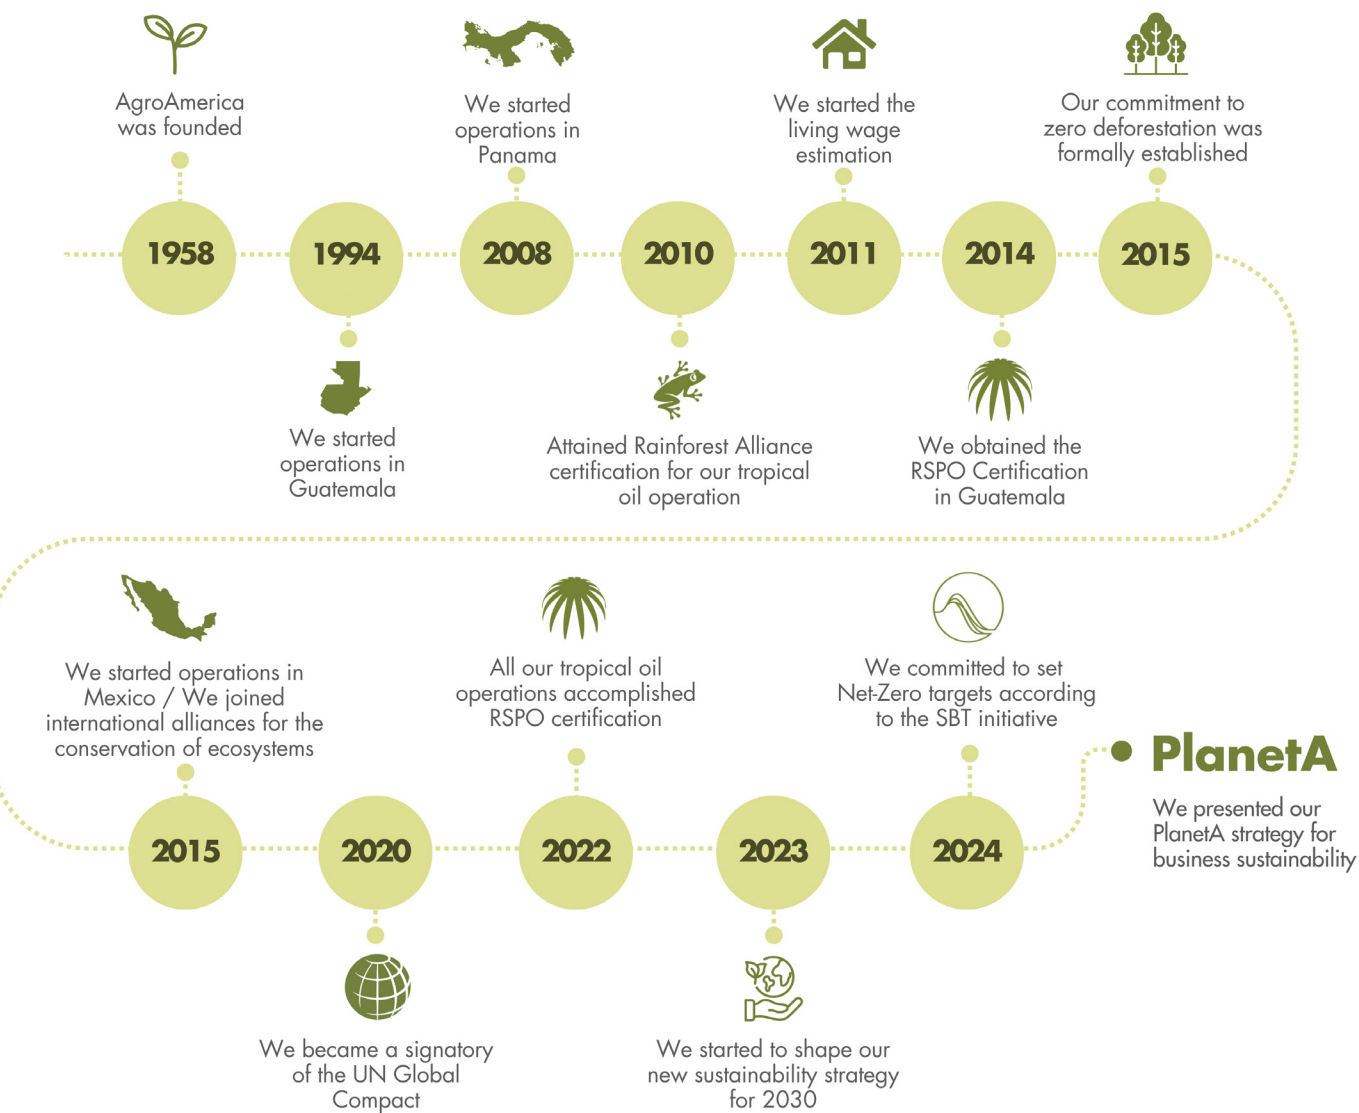 AgroAmerica
was founded
We started
operations in
Panama
We started the
living wage
estimation
Our commitment to
zero deforestation was
formally established
1958
1994
2008
2010
2011
2014
2015
We started
operations in
Guatemala
Attained Rainforest Alliance
certification for our tropical
oil operation
We obtained the
RSPO Certification
in Guatemala
We started operations in
Mexico / We joined
international alliances for the
conservation of ecosystems
All our tropical oil
operations accomplished
RSPO certification
We committed to set
Net-Zero targets according
to the SBT initiative
2015
2020
2022
2023
2024
PlanetA
We presented our
PlanetA strategy for
business sustainability
We became a signatory
of the UN Global
Compact
We started to shape our
new sustainability strategy
for 2030